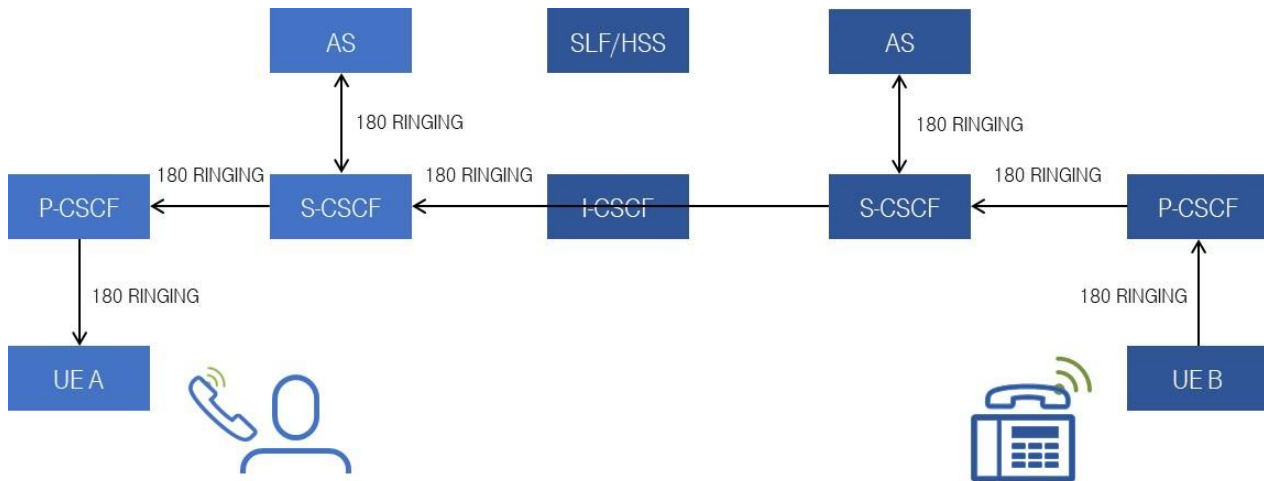 AS
SLF/HSS
AS
180 RINGING
180 RINGING
180 RINGING
180 RINGING
180 RINGING
P-CSCF
S-CSCF
I-CSCF
S-CSCF
P-CSCF
180 RINGING
180 RINGING
UE A
UE B